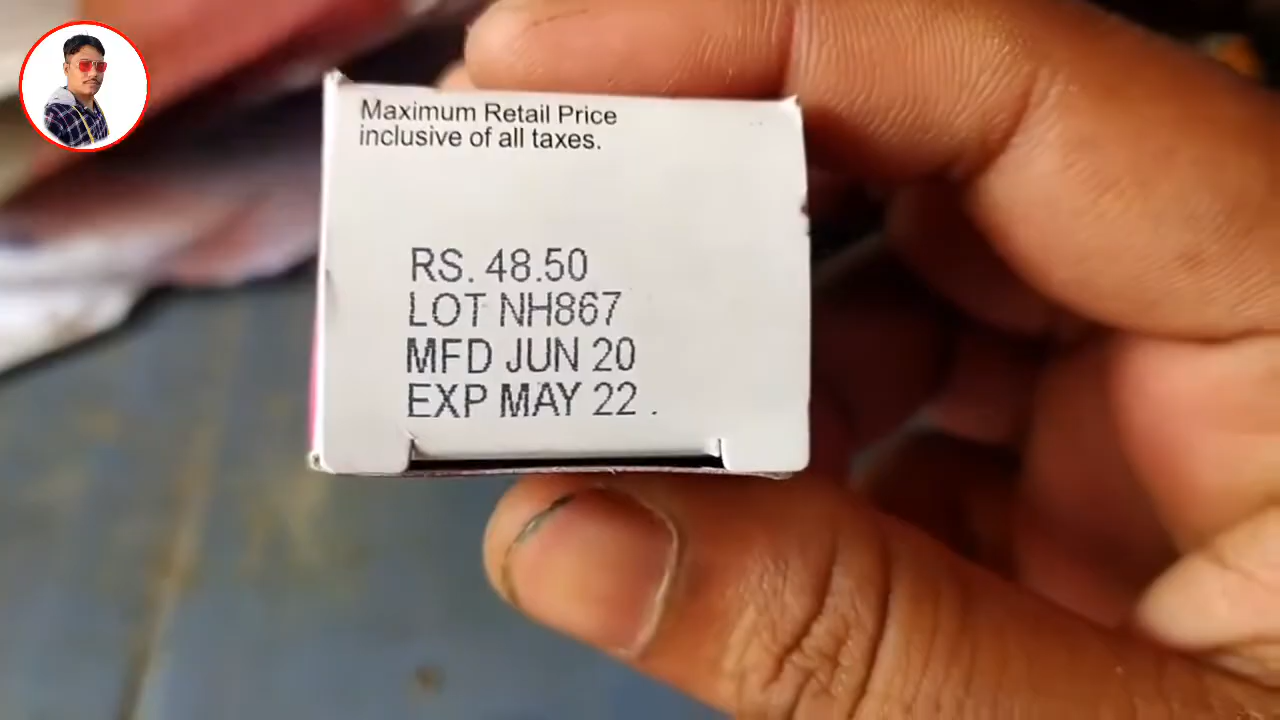 Maximum Retail Price
inclusive of all taxes.
RS. 48.50
LOT NH867
MFD JUN 20
EXP MAY 22 .